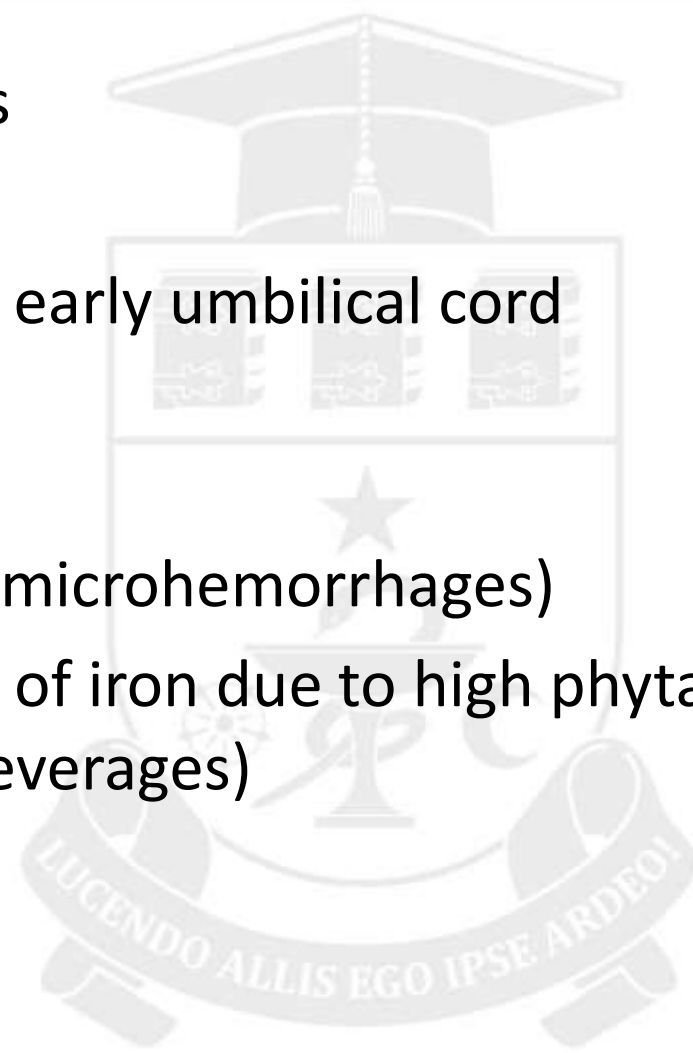 s
early umbilical cord
microhemorrhages)
of iron due to high phyta
everages)
LUCENDO ALLIS EGO IPSE ARDEO!